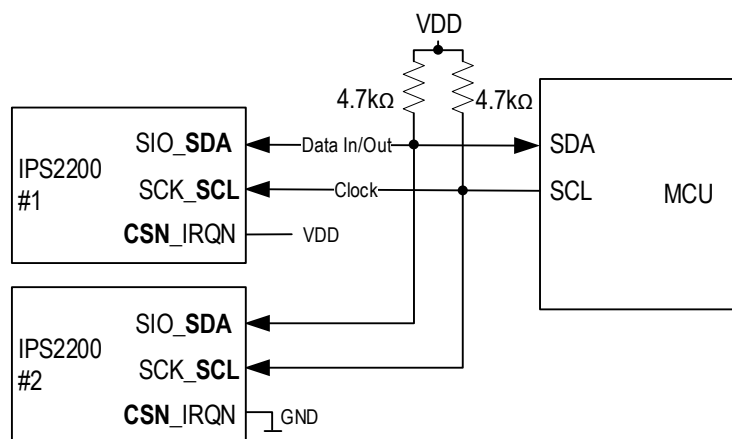 VDD
4.7kΩ
4.7kΩ
SIO_SDA
Data In/Out
SDA
IPS2200
#1
SCK_SCL
Clock
SCL
MCU
CSN_IRQN
VDD
SIO_SDA
IPS2200
#2
SCK_SCL
CSN_IRQN
GND